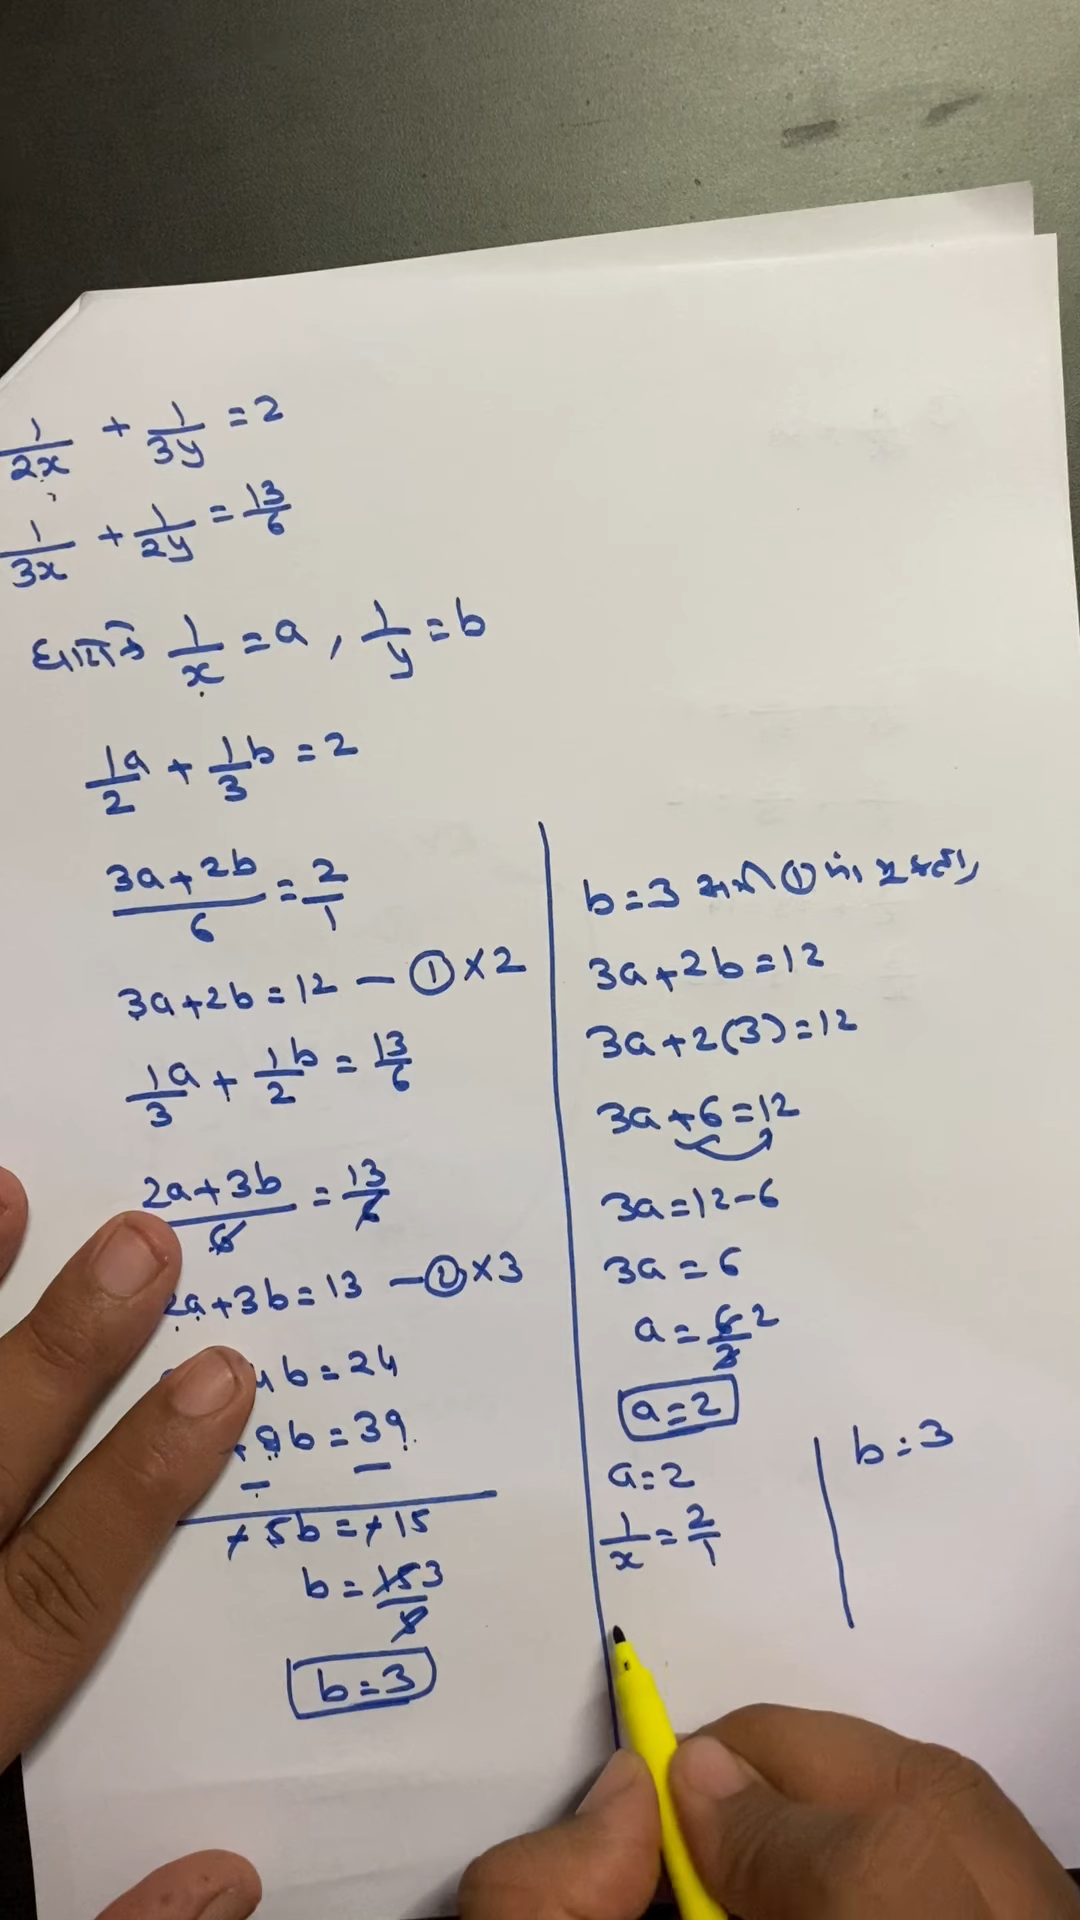 1/2x + 1/3y = 2
1/3x + 1/2y = 13/6
ધારોકે 1/x = a, 1/y = b
1a/2 + 1/3 b = 2
3a+2b/6 = 2/1
3a+2b=12 – ① ×2
1a/3 + 1b/2 = 13/6
2a+3b/6 = 13/6
2a+3b=13 – ② ×3
b=24
+9b=39
– –
+5b=+15
b = 15 3/5
b=3
b=3 સમી ① માં મુકતા,
3a+2b=12
3a+2(3)=12
3a+6=12
3a=12-6
3a=6
a = 6/3 2
a=2
a=2
1/x = 2/1
b=3